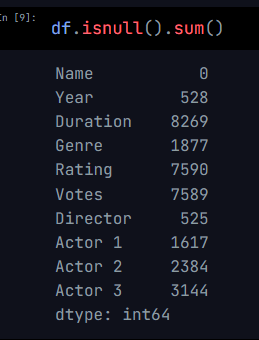 In [9]:
df.isnull().sum()
Name 0
Year 528
Duration 8269
Genre 1877
Rating 7590
Votes 7589
Director 525
Actor 1 1617
Actor 2 2384
Actor 3 3144
dtype: int64